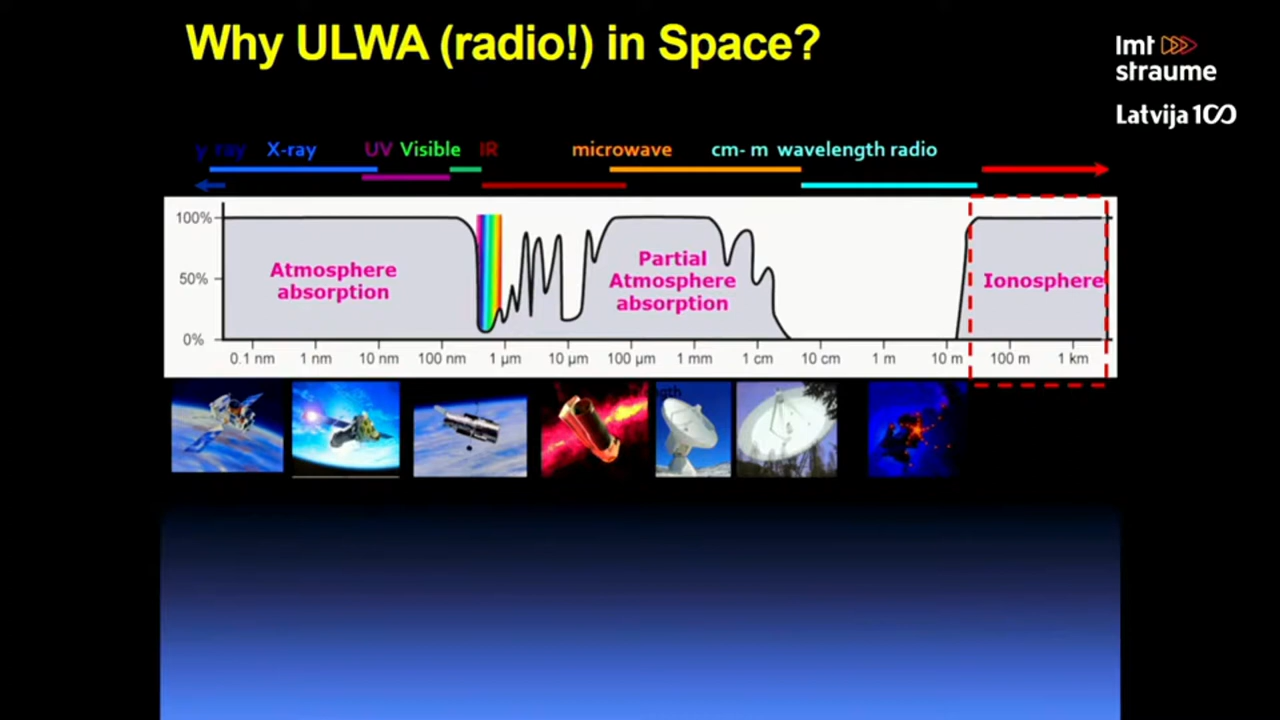 Why ULWA (radio!) in Space?
lmt
straume
Latvija 100
γ ray X-ray UV Visible IR microwave cm- m wavelength radio
100%
50%
0%
Atmosphere
absorption
Partial
Atmosphere
absorption
Ionosphere
0.1 nm 1 nm 10 nm 100 nm 1 µm 10 µm 100 µm 1 mm 1 cm 10 cm 1 m 10 m 100 m 1 km